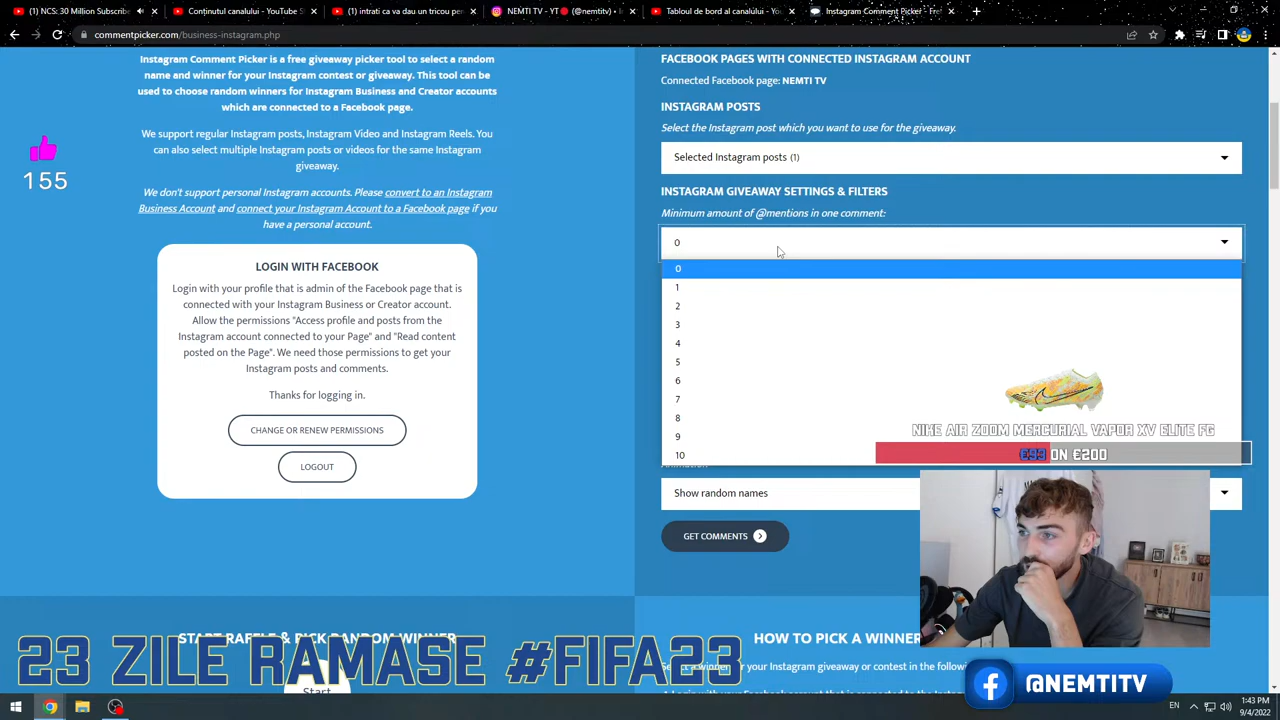 (1) NCS: 30 Million Subscribe
Conținutul canalului - YouTube S
(1) intrati ca va dau un tricou pe
NEMTI TV - YT (@nemtitv) • In
Tabloul de bord al canalului - You
Instagram Comment Picker - Fre
commentpicker.com/business-instagram.php
Instagram Comment Picker is a free giveaway picker tool to select a random
name and winner for your Instagram contest or giveaway. This tool can be
used to choose random winners for Instagram Business and Creator accounts
which are connected to a Facebook page.
We support regular Instagram posts, Instagram Video and Instagram Reels. You
can also select multiple Instagram posts or videos for the same Instagram
giveaway.
We don't support personal Instagram accounts. Please convert to an Instagram
Business Account and connect your Instagram Account to a Facebook page if you
have a personal account.
155
LOGIN WITH FACEBOOK
Login with your profile that is admin of the Facebook page that is
connected with your Instagram Business or Creator account.
Allow the permissions "Access profile and posts from the
Instagram account connected to your Page" and "Read content
posted on the Page". We need those permissions to get your
Instagram posts and comments.
Thanks for logging in.
CHANGE OR RENEW PERMISSIONS
LOGOUT
FACEBOOK PAGES WITH CONNECTED INSTAGRAM ACCOUNT
Connected Facebook page: NEMTI TV
INSTAGRAM POSTS
Select the Instagram post which you want to use for the giveaway.
Selected Instagram posts (1)
INSTAGRAM GIVEAWAY SETTINGS & FILTERS
Minimum amount of @mentions in one comment:
0
0
1
2
3
4
5
6
7
8
9
10
NIKE AIR ZOOM MERCURIAL VAPOR XV ELITE FG
€93 ON €200
Show random names
GET COMMENTS
START RAFFLE & PICK RANDOM WINNER
Start
HOW TO PICK A WINNER
23 ZILE RAMASE #FIFA23
@NEMTITV
EN
1:43 PM
9/4/2022